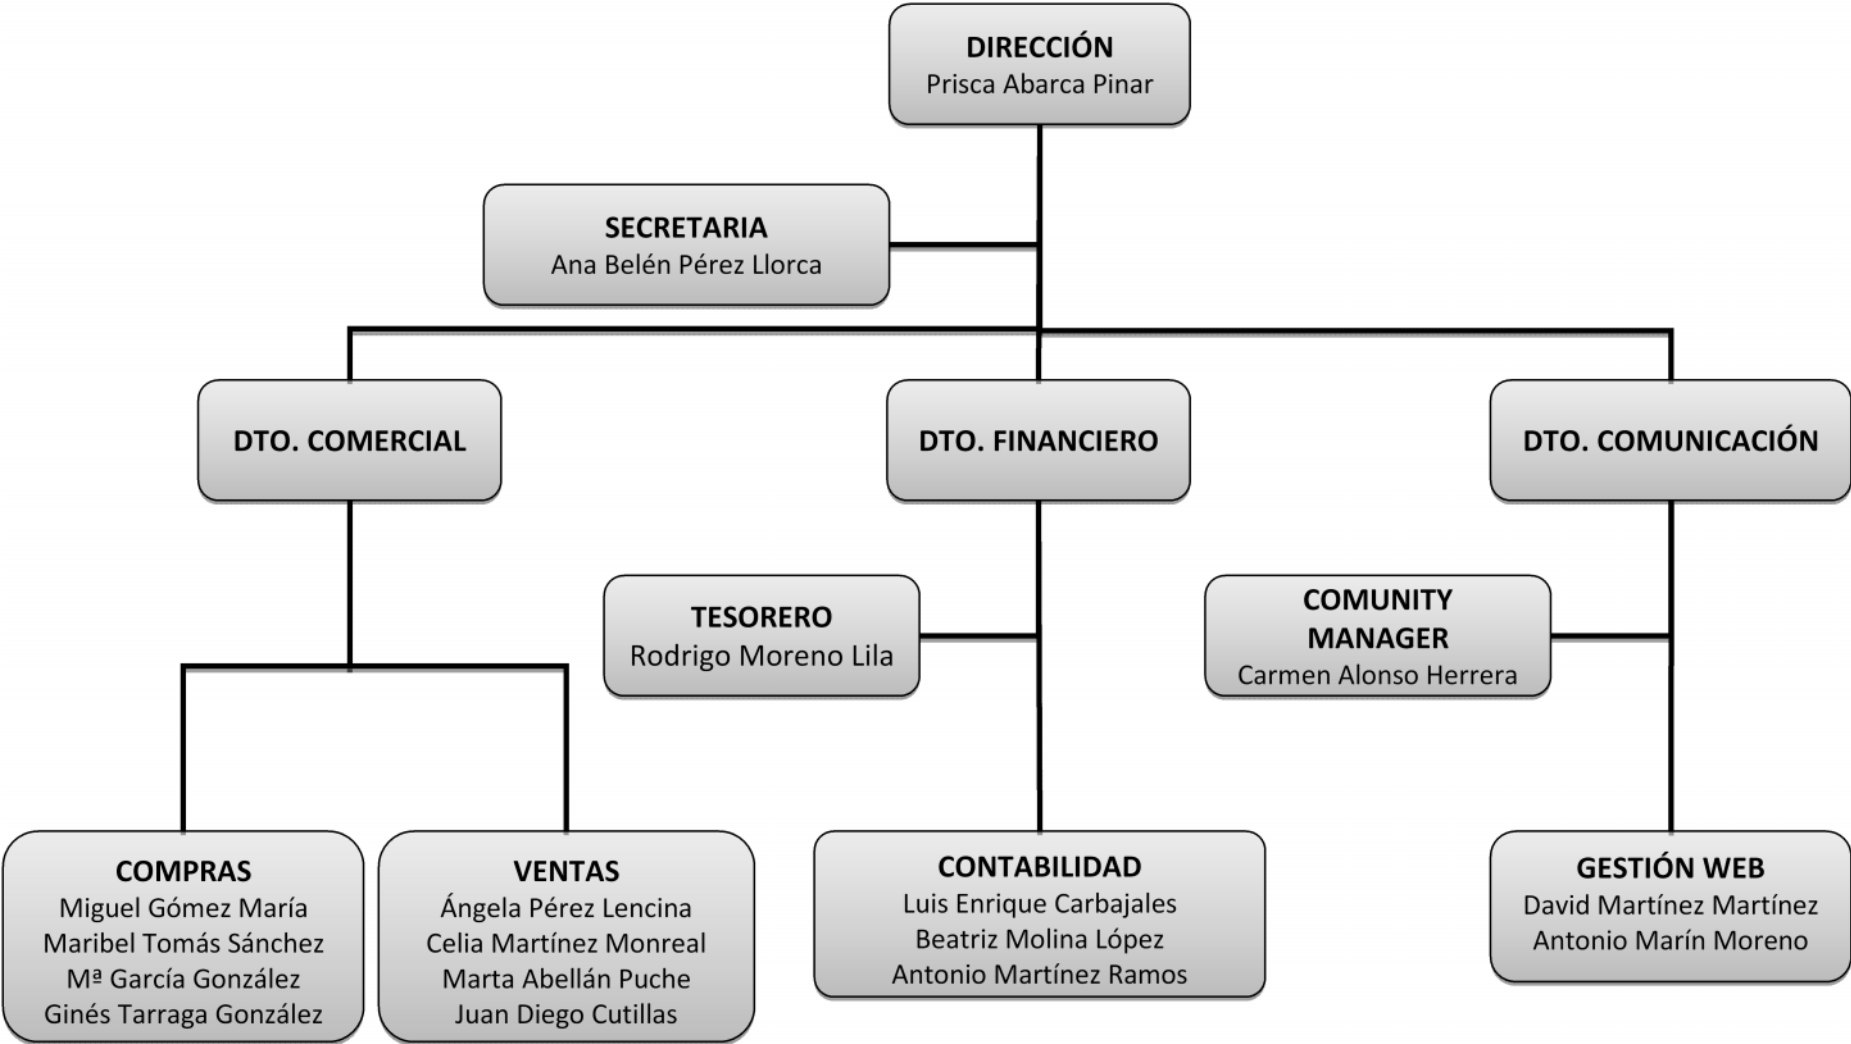 DIRECCIÓN
Prisca Abarca Pinar
SECRETARIA
Ana Belén Pérez Llorca
DTO. COMERCIAL
DTO. FINANCIERO
DTO. COMUNICACIÓN
TESORERO
Rodrigo Moreno Lila
COMUNITY
MANAGER
Carmen Alonso Herrera
COMPRAS
Miguel Gómez María
Maribel Tomás Sánchez
Mª García González
Ginés Tarraga González
VENTAS
Ángela Pérez Lencina
Celia Martínez Monreal
Marta Abellán Puche
Juan Diego Cutillas
CONTABILIDAD
Luis Enrique Carbajales
Beatriz Molina López
Antonio Martínez Ramos
GESTIÓN WEB
David Martínez Martínez
Antonio Marín Moreno